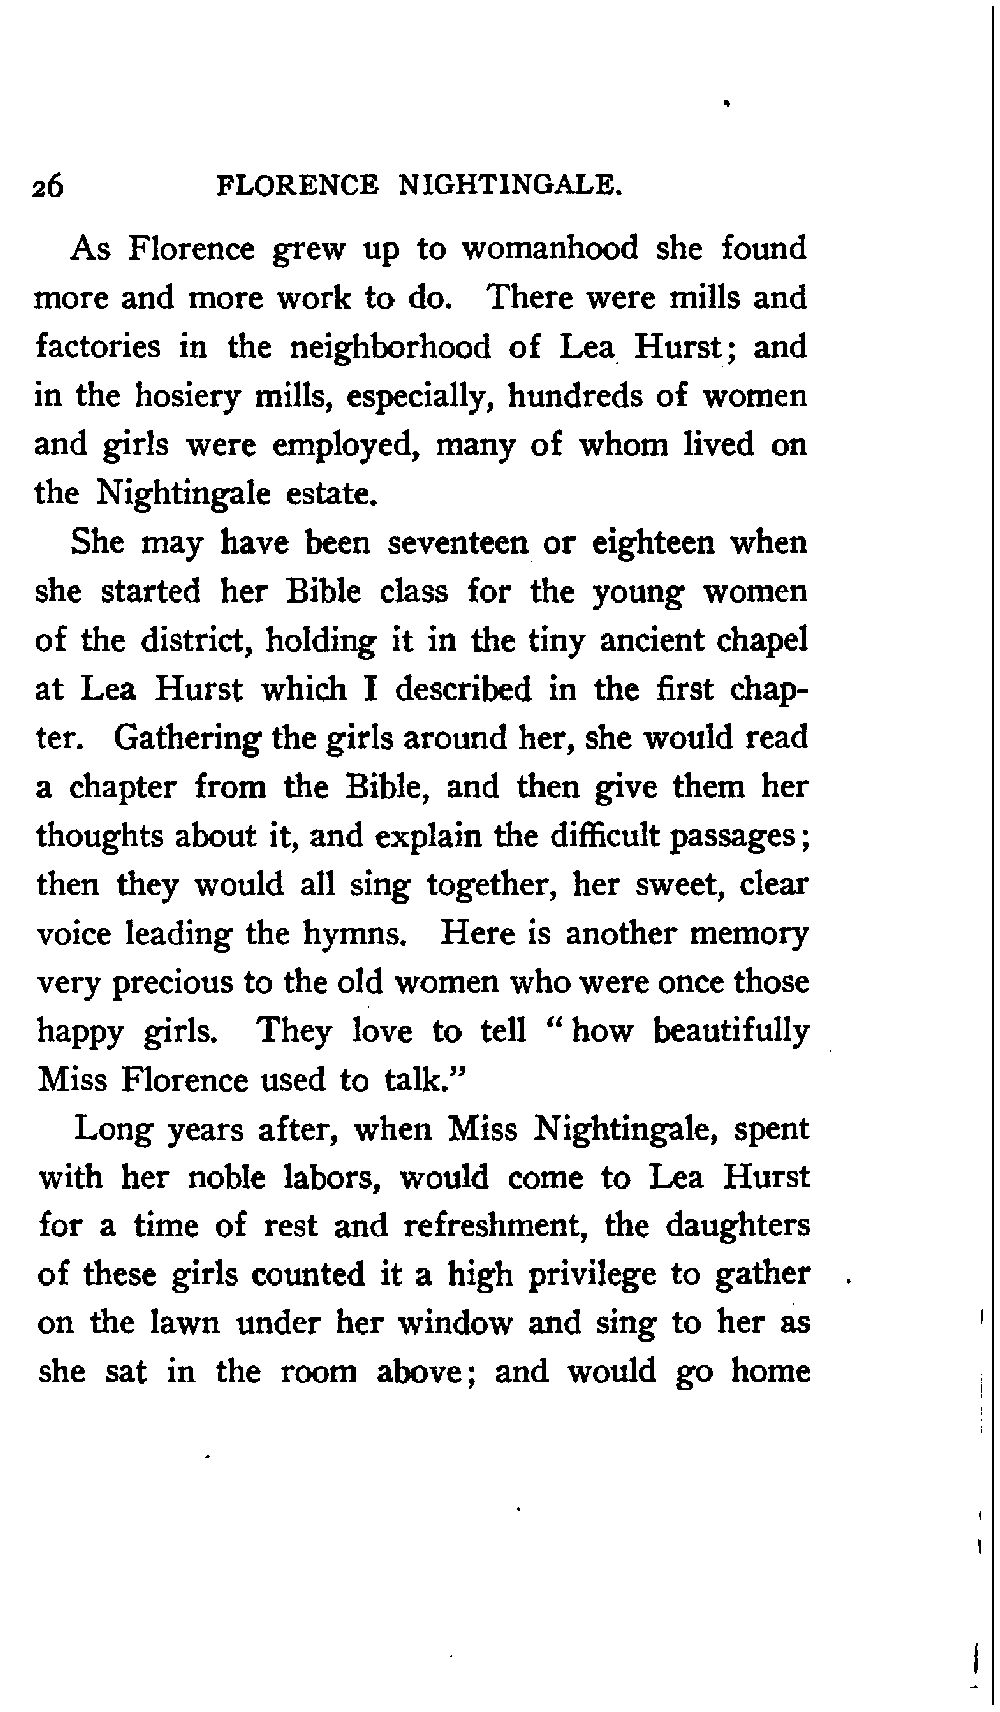 26 FLORENCE NIGHTINGALE.
As Florence grew up to womanhood she found
more and more work to do. There were mills and
factories in the neighborhood of Lea Hurst; and
in the hosiery mills, especially, hundreds of women
and girls were employed, many of whom lived on
the Nightingale estate.
She may have been seventeen or eighteen when
she started her Bible class for the young women
of the district, holding it in the tiny ancient chapel
at Lea Hurst which I described in the first chap-
ter. Gathering the girls around her, she would read
a chapter from the Bible, and then give them her
thoughts about it, and explain the difficult passages;
then they would all sing together, her sweet, clear
voice leading the hymns. Here is another memory
very precious to the old women who were once those
happy girls. They love to tell "how beautifully
Miss Florence used to talk."
Long years after, when Miss Nightingale, spent
with her noble labors, would come to Lea Hurst
for a time of rest and refreshment, the daughters
of these girls counted it a high privilege to gather
on the lawn under her window and sing to her as
she sat in the room above; and would go home